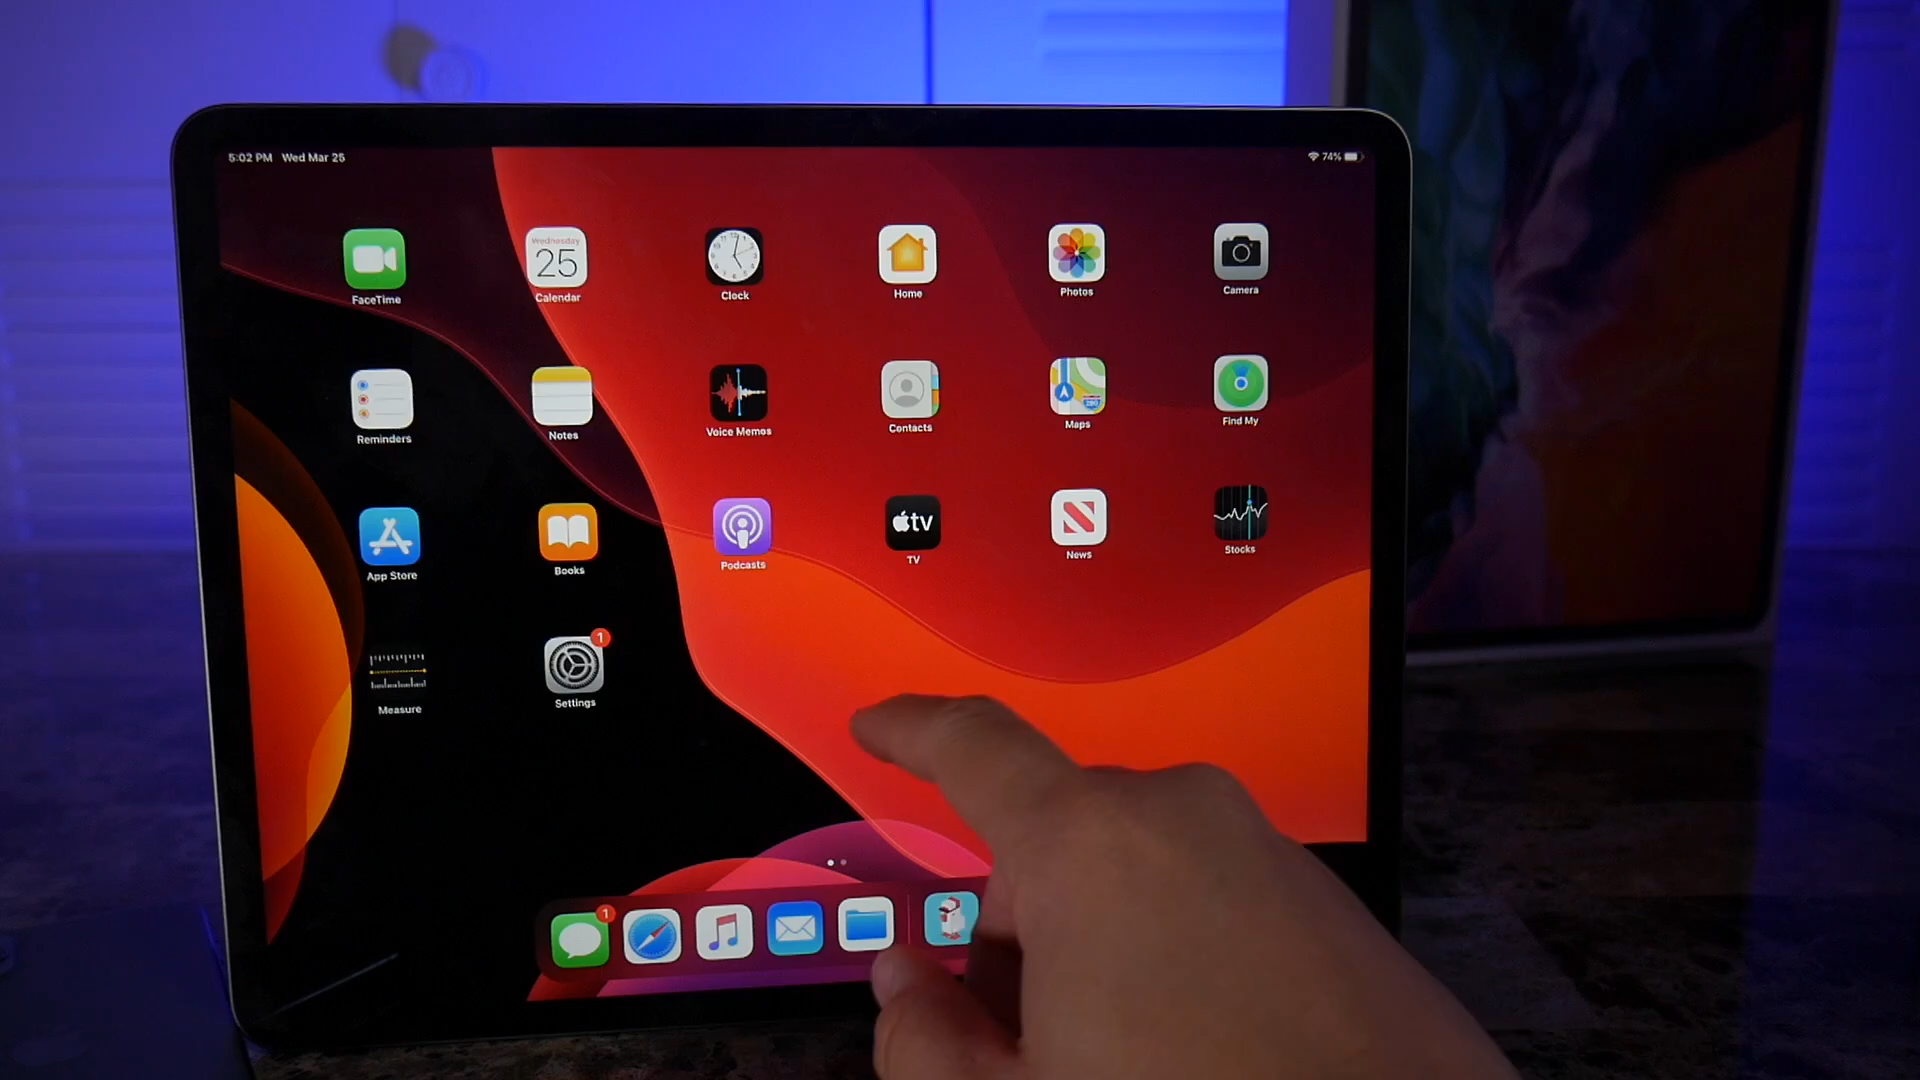 5:02 PM Wed Mar 25
74%
FaceTime
Wednesday
25
Calendar
Clock
Home
Photos
Camera
Reminders
Notes
Voice Memos
Contacts
280
Maps
Find My
App Store
Books
Podcasts
tv
TV
News
Stocks
Measure
1
Settings
1